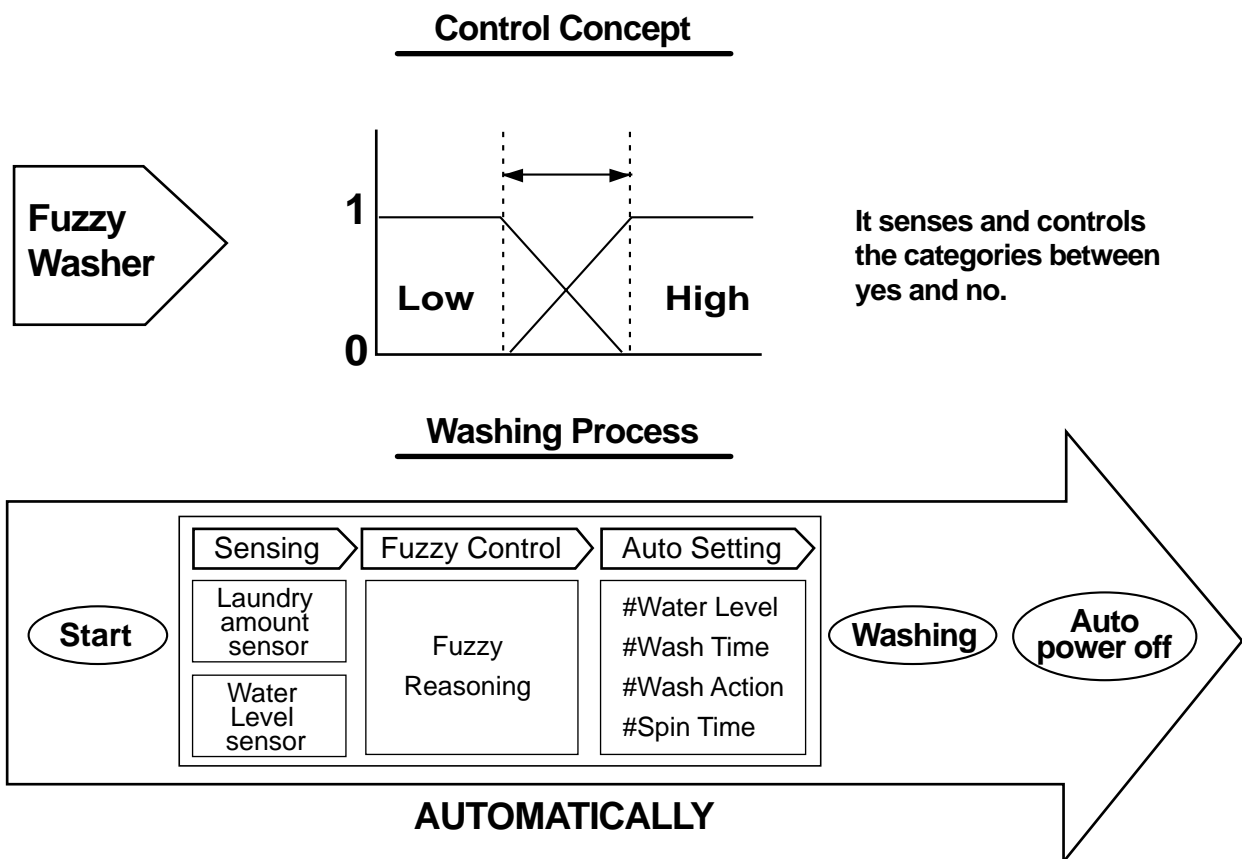 Control Concept
Fuzzy
Washer
1
0
Low
High
It senses and controls
the categories between
yes and no.
Washing Process
Start
Sensing
Laundry
amount
sensor
Water
Level
sensor
Fuzzy Control
Fuzzy
Reasoning
Auto Setting
#Water Level
#Wash Time
#Wash Action
#Spin Time
Washing
Auto
power off
AUTOMATICALLY